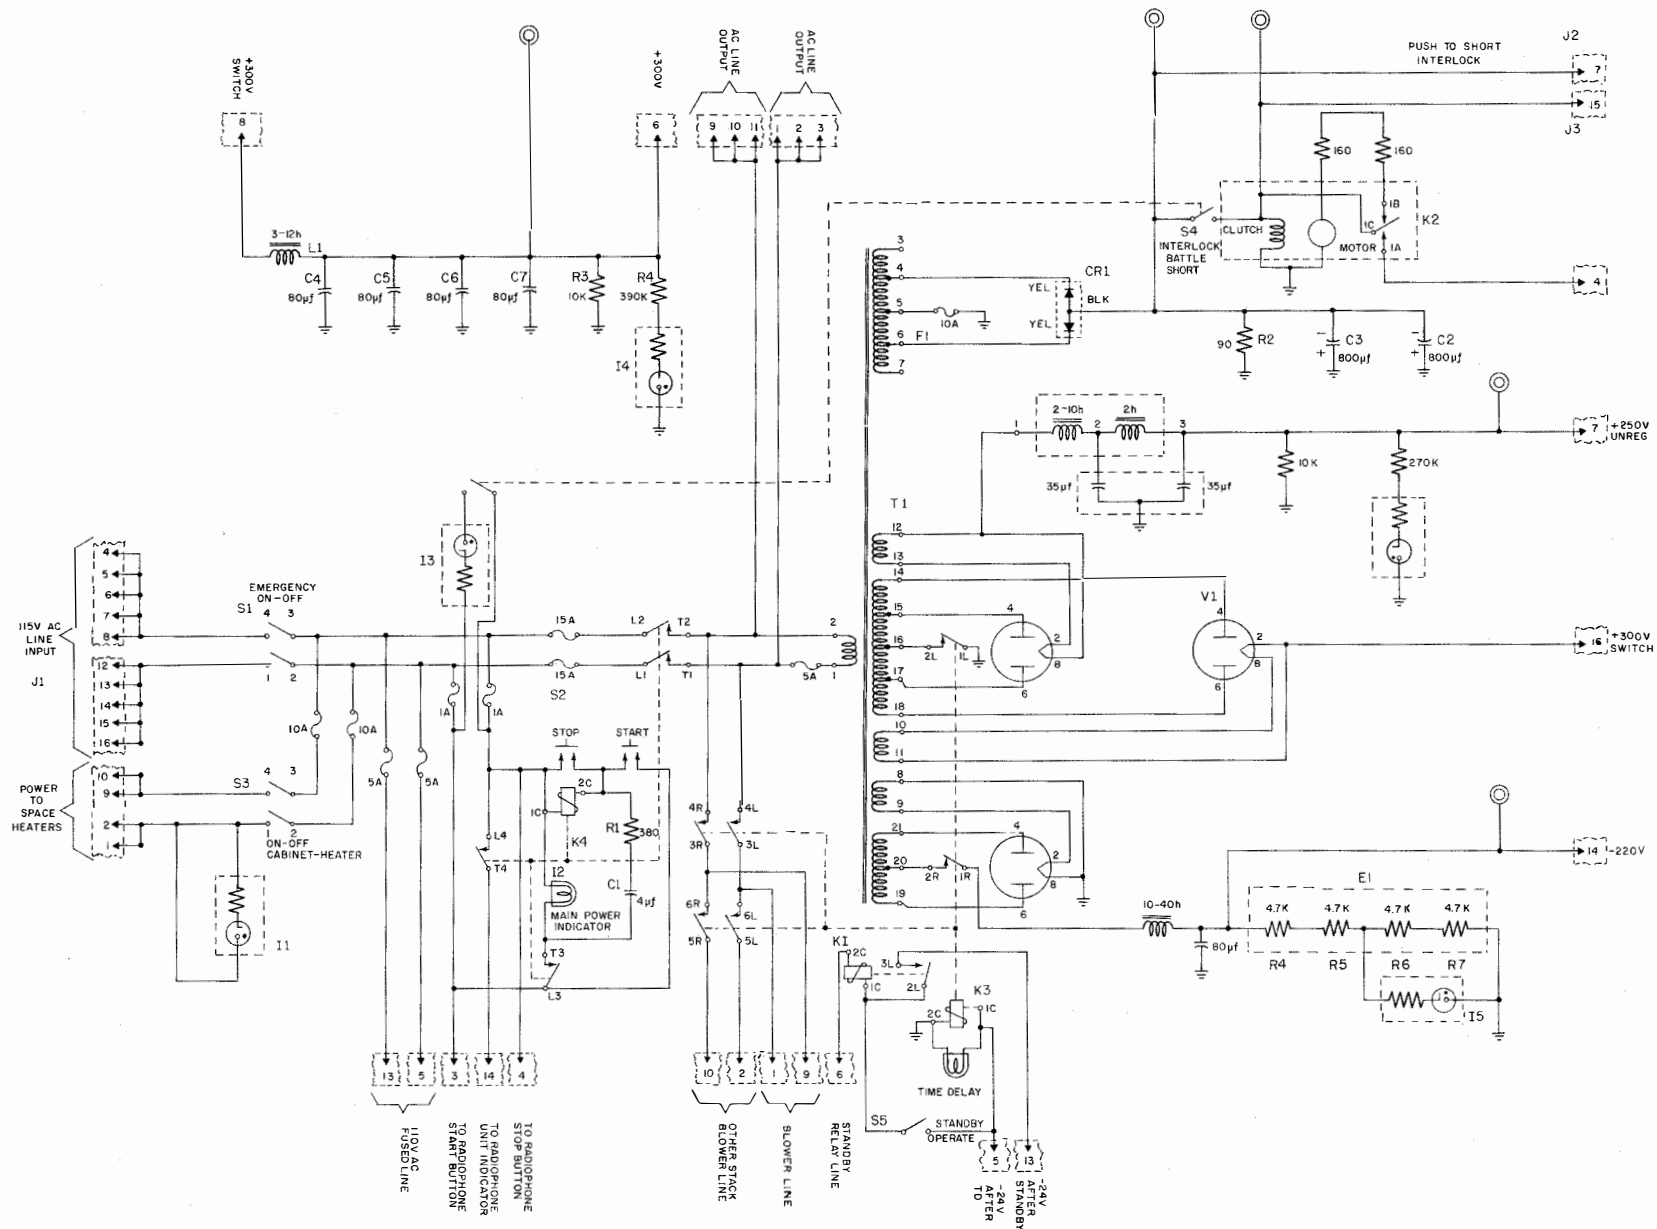 +300V
SWITCH
8
3-12h
L1
C4
80µf
C5
80µf
C6
80µf
C7
80µf
R3
10K
R4
390K
I4
+300V
6
AC LINE
OUTPUT
9 10 11
AC LINE
OUTPUT
1 2 3
PUSH TO SHORT
INTERLOCK
J2
7
15
J3
160
160
1B
1C
K2
CLUTCH
MOTOR
1A
4
S4
INTERLOCK
BATTLE
SHORT
3
4
5
6
7
F1
10A
CR1
YEL
BLK
YEL
90
R2
C3
800µf
C2
800µf
- + - +
1
2-10h
2
2h
3
35µf
35µf
10K
270K
7
+250V
UNREG
T1
12
13
14
15
16
17
18
10
11
8
9
21
20
19
2L
1L
4
2
8
6
V1
4
2
8
6
16
+300V
SWITCH
2R
1R
4
2
8
6
14
-220V
10-40h
80µf
E1
4.7K 4.7K 4.7K 4.7K
R4 R5 R6 R7
I5
I3
115V AC
LINE
INPUT
J1
4
5
6
7
8
12
13
14
15
16
EMERGENCY
ON-OFF
S1
4 3
1 2
10A
10A
POWER
TO
SPACE
HEATERS
10
9
2
1
S3
4 3
2
ON-OFF
CABINET-HEATER
I1
5A
5A
1A
1A
15A
15A
S2
L2
T2
L1
T1
5A
2
1
STOP
START
2C
1C
K4
R1
380
C1
4µf
L4
T4
I2
MAIN POWER
INDICATOR
T3
L3
4R
3R
4L
3L
6R
5R
6L
5L
K1
2C
1C
3L
2L
K3
2C
1C
TIME DELAY
S5
STANDBY
OPERATE
13 5 3 14 4
10 2 1 9 6
5 13
110V AC
FUSED LINE
TO RADIOPHONE
START BUTTON
TO RADIOPHONE
UNIT INDICATOR
TO RADIOPHONE
STOP BUTTON
OTHER STACK
BLOWER LINE
BLOWER LINE
STANDBY
RELAY LINE
-24V
AFTER
TD
-24V
AFTER
STANDBY